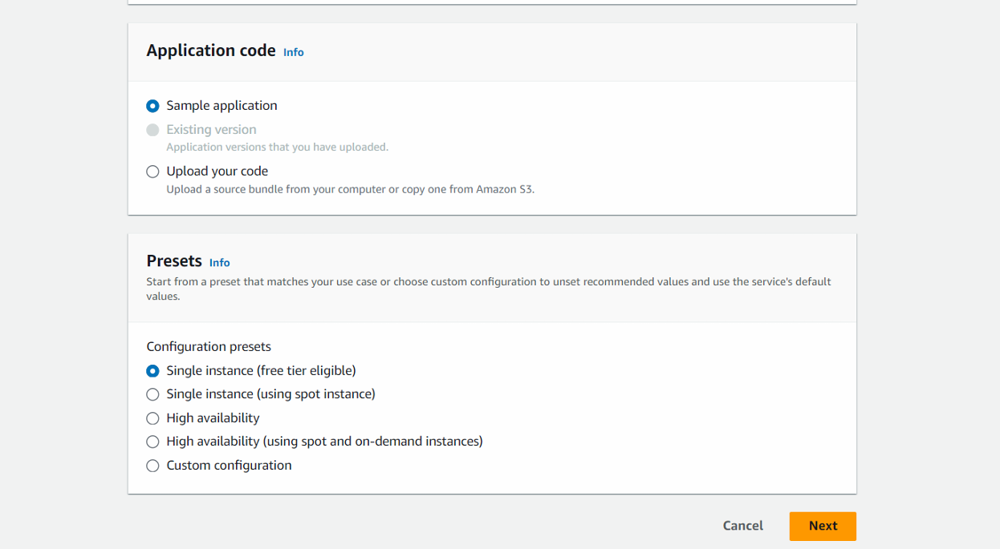 Application code Info
Sample application
Existing version
Application versions that you have uploaded.
Upload your code
Upload a source bundle from your computer or copy one from Amazon S3.
Presets Info
Start from a preset that matches your use case or choose custom configuration to unset recommended values and use the service's default
values.
Configuration presets
Single instance (free tier eligible)
Single instance (using spot instance)
High availability
High availability (using spot and on-demand instances)
Custom configuration
Cancel Next